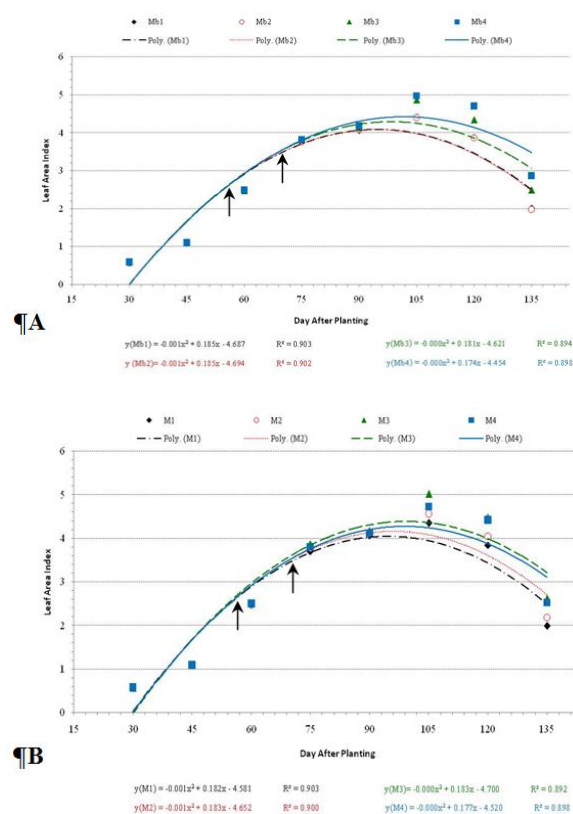 Mb1 Mb2 Mb3 Mb4
Poly. (Mb1) Poly. (Mb2) Poly. (Mb3) Poly. (Mb4)
6
5
4
3
2
1
0
Leaf Area Index
15 30 45 60 75 90 105 120 135
Day After Planting
¶A
y(Mb1) = -0.001x² + 0.185x - 4.687 R² = 0.903 y(Mb3) = -0.000x² + 0.181x - 4.621 R² = 0.894
y (Mb2) = -0.001x² + 0.185x - 4.694 R² = 0.902 y(Mb4) = -0.000x² + 0.174x - 4.454 R² = 0.898
M1 M2 M3 M4
Poly. (M1) Poly. (M2) Poly. (M3) Poly. (M4)
6
5
4
3
2
1
0
Leaf Area Index
15 30 45 60 75 90 105 120 135
Day After Planting
¶B
y(M1) = -0.001x² + 0.182x - 4.581 R² = 0.903 y(M3) = -0.000x² + 0.183x - 4.700 R² = 0.892
y(M2) = -0.001x² + 0.183x - 4.652 R² = 0.900 y(M4) = -0.000x² + 0.177x - 4.520 R² = 0.898